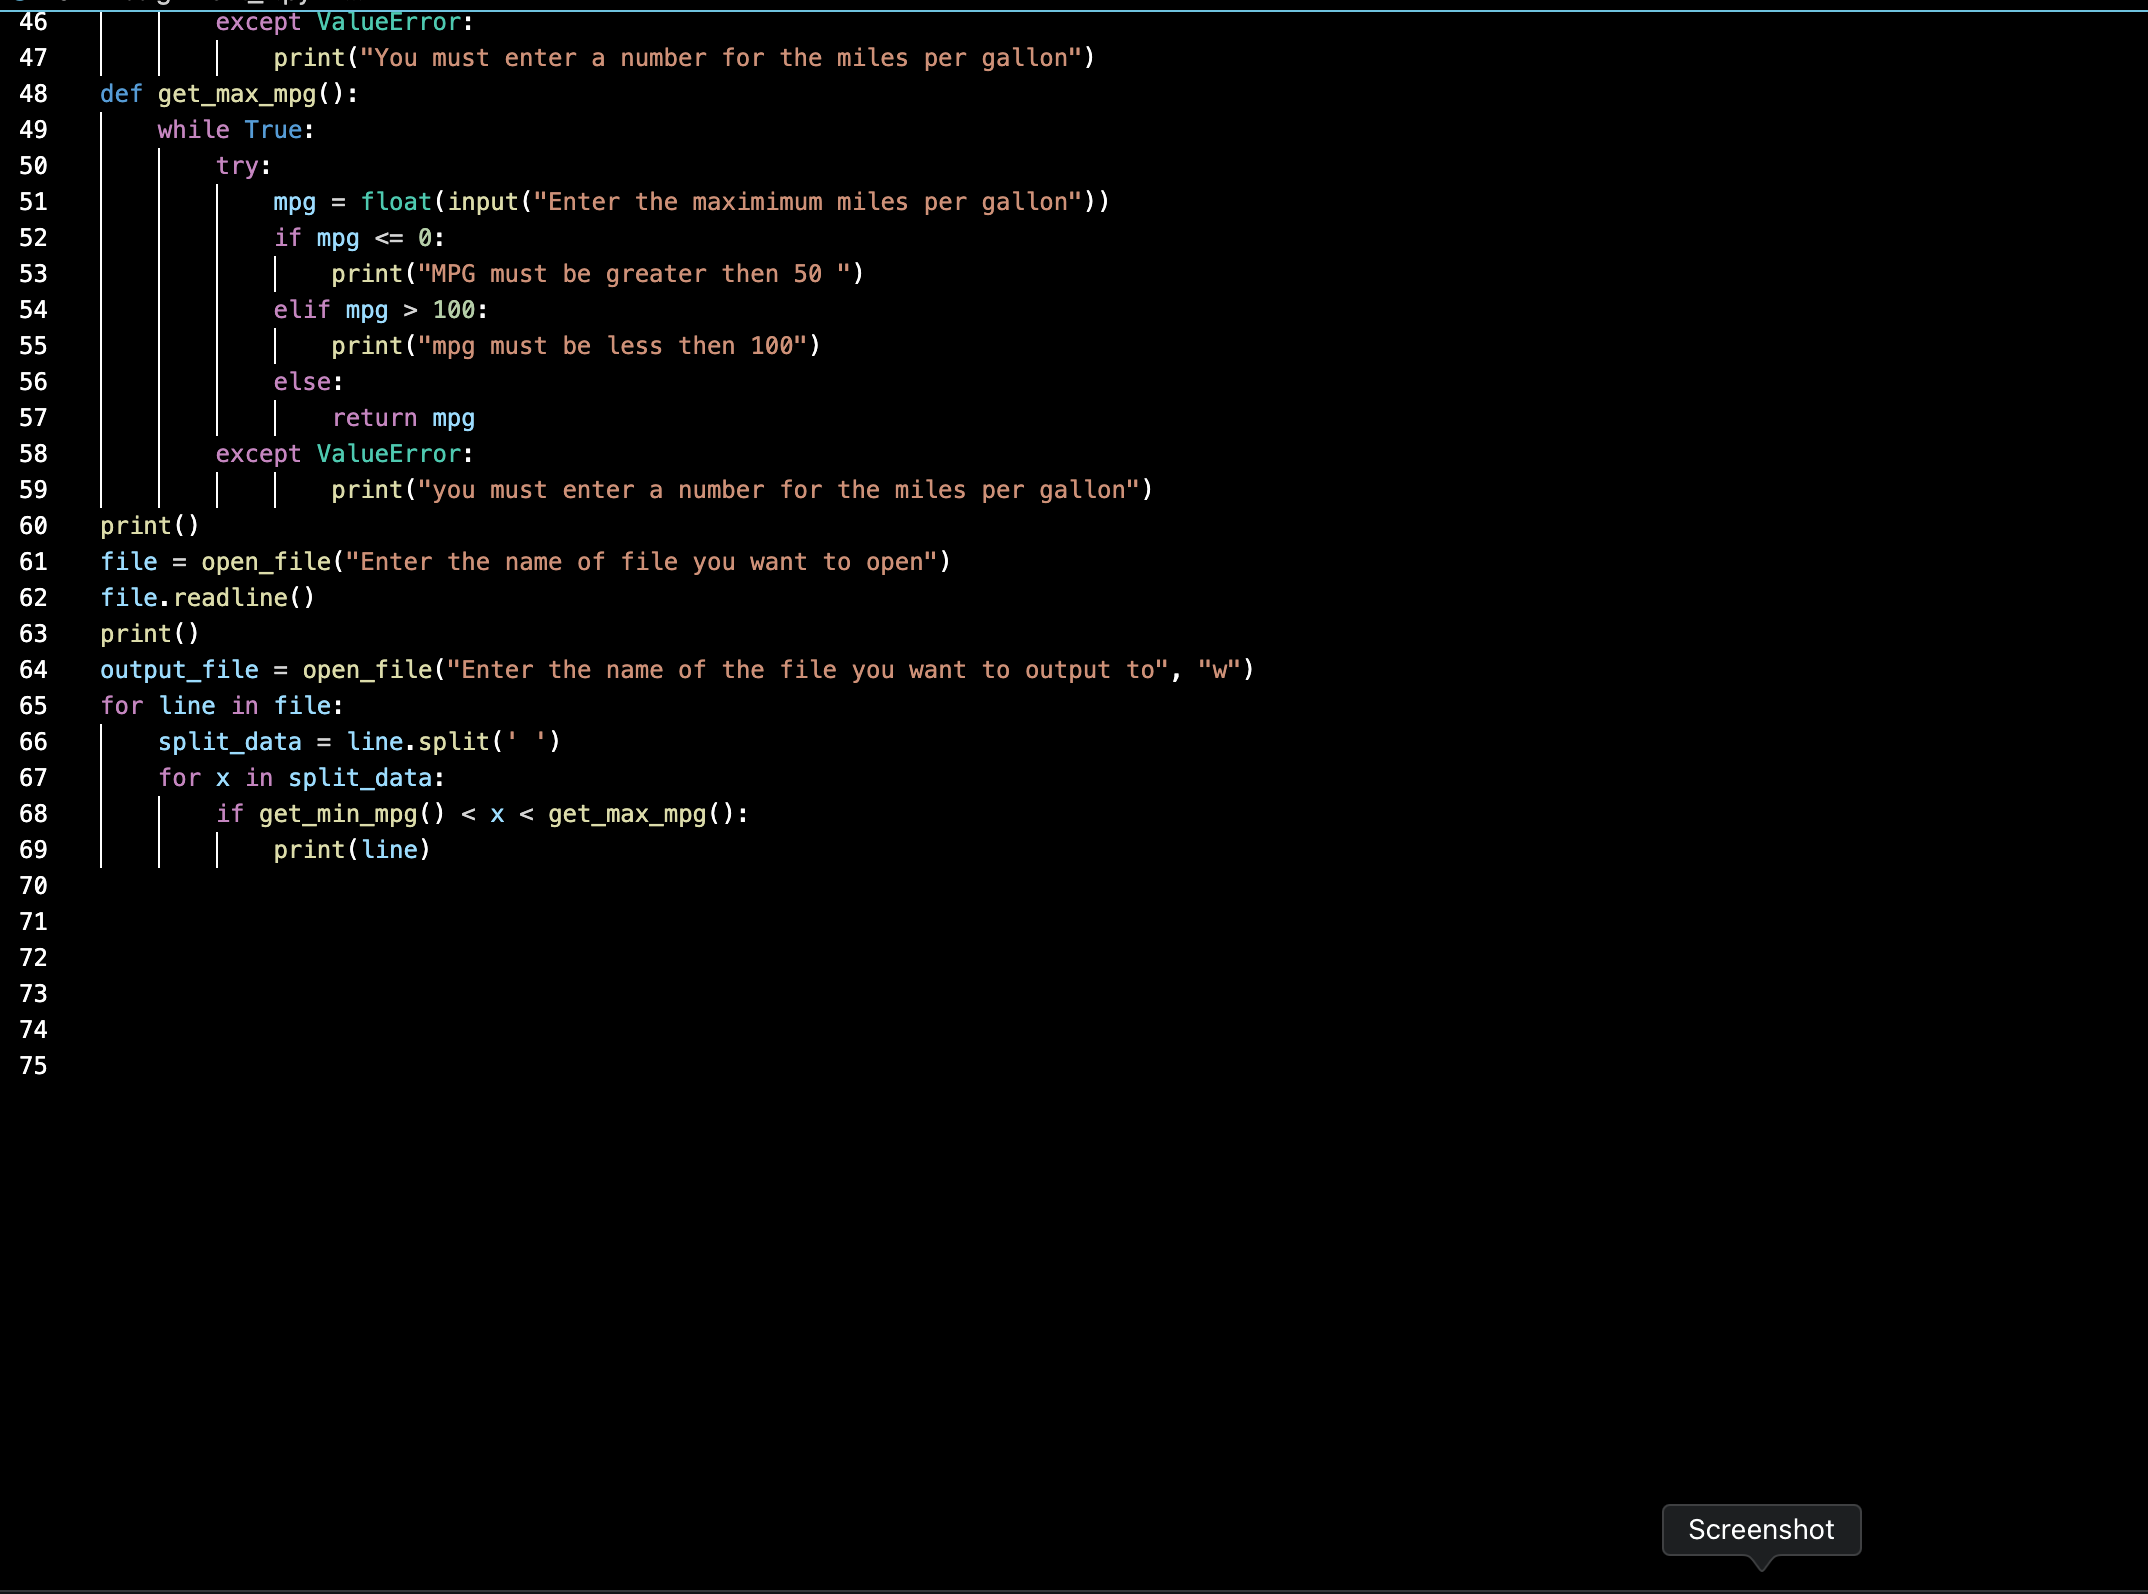 46 except ValueError:
47 print("You must enter a number for the miles per gallon")
48 def get_max_mpg():
49 while True:
50 try:
51 mpg = float(input("Enter the maximimum miles per gallon"))
52 if mpg <= 0:
53 print("MPG must be greater then 50 ")
54 elif mpg > 100:
55 print("mpg must be less then 100")
56 else:
57 return mpg
58 except ValueError:
59 print("you must enter a number for the miles per gallon")
60 print()
61 file = open_file("Enter the name of file you want to open")
62 file.readline()
63 print()
64 output_file = open_file("Enter the name of the file you want to output to", "w")
65 for line in file:
66 split_data = line.split(' ')
67 for x in split_data:
68 if get_min_mpg() < x < get_max_mpg():
69 print(line)
70
71
72
73
74
75
Screenshot